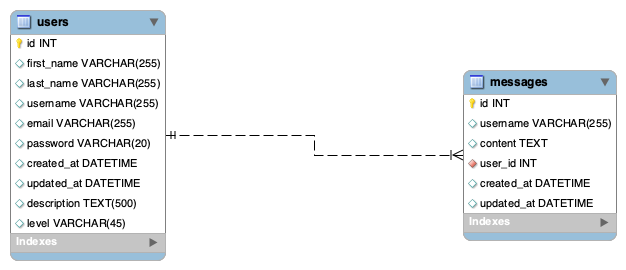 users
id INT
first_name VARCHAR(255)
last_name VARCHAR(255)
username VARCHAR(255)
email VARCHAR(255)
password VARCHAR(20)
created_at DATETIME
updated_at DATETIME
description TEXT(500)
level VARCHAR(45)
Indexes
messages
id INT
username VARCHAR(255)
content TEXT
user_id INT
created_at DATETIME
updated_at DATETIME
Indexes